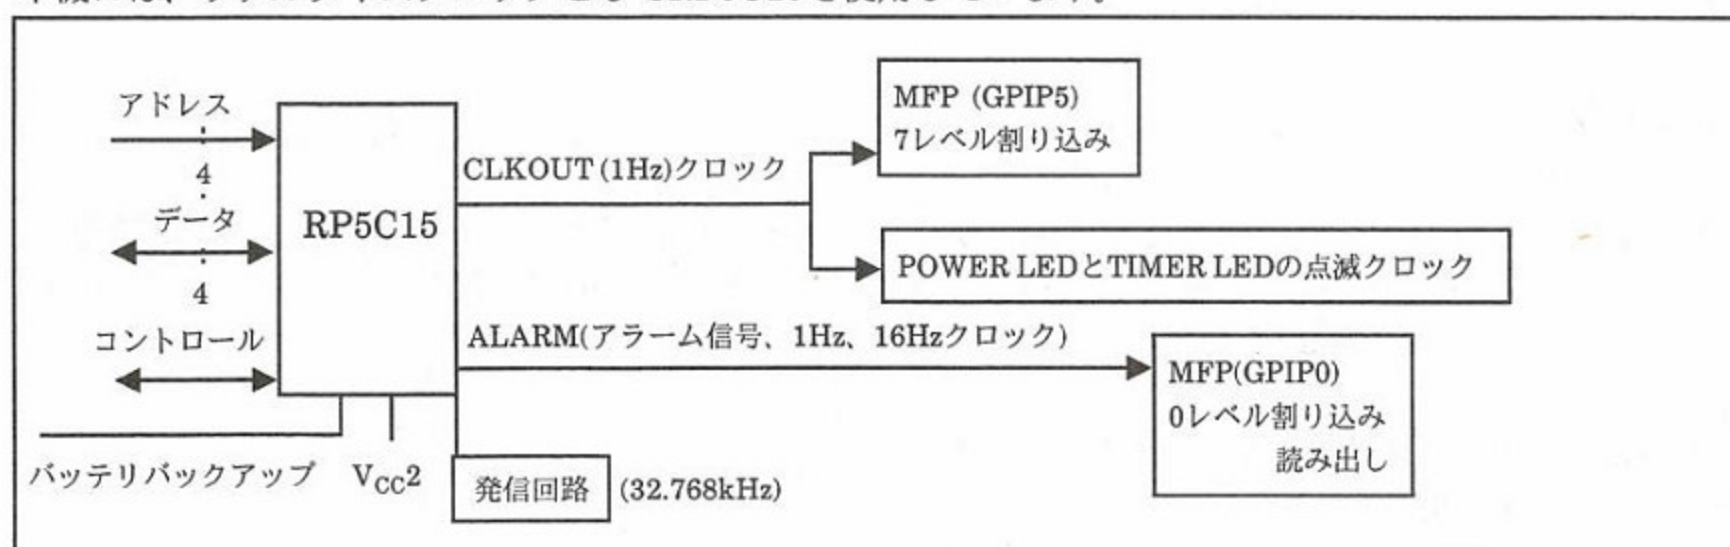 アドレス
4
データ
4
コントロール
RP5C15
CLKOUT(1Hz)クロック
MFP (GPIP5)
7レベル割り込み
POWER LEDとTIMER LEDの点滅クロック
ALARM(アラーム信号、1Hz、16Hzクロック)
MFP(GPIP0)
0レベル割り込み
読み出し
バッテリバックアップ
VCC2
発信回路
(32.768kHz)